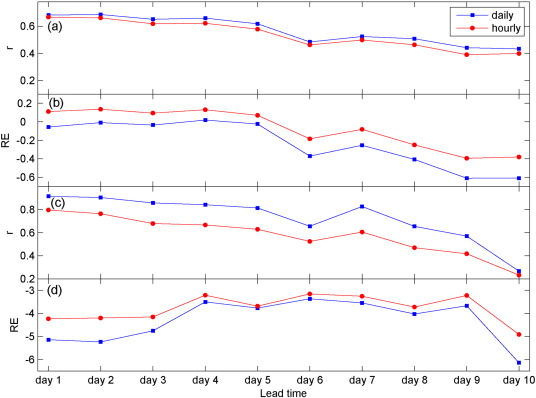 (a)
daily
hourly
0.6
0.4
0.2
r
(b)
0.2
0
-0.2
-0.4
-0.6
RE
(c)
0.8
0.6
0.4
0.2
r
(d)
-3
-4
-5
-6
RE
day 1 day 2 day 3 day 4 day 5 day 6 day 7 day 8 day 9 day 10
Lead time